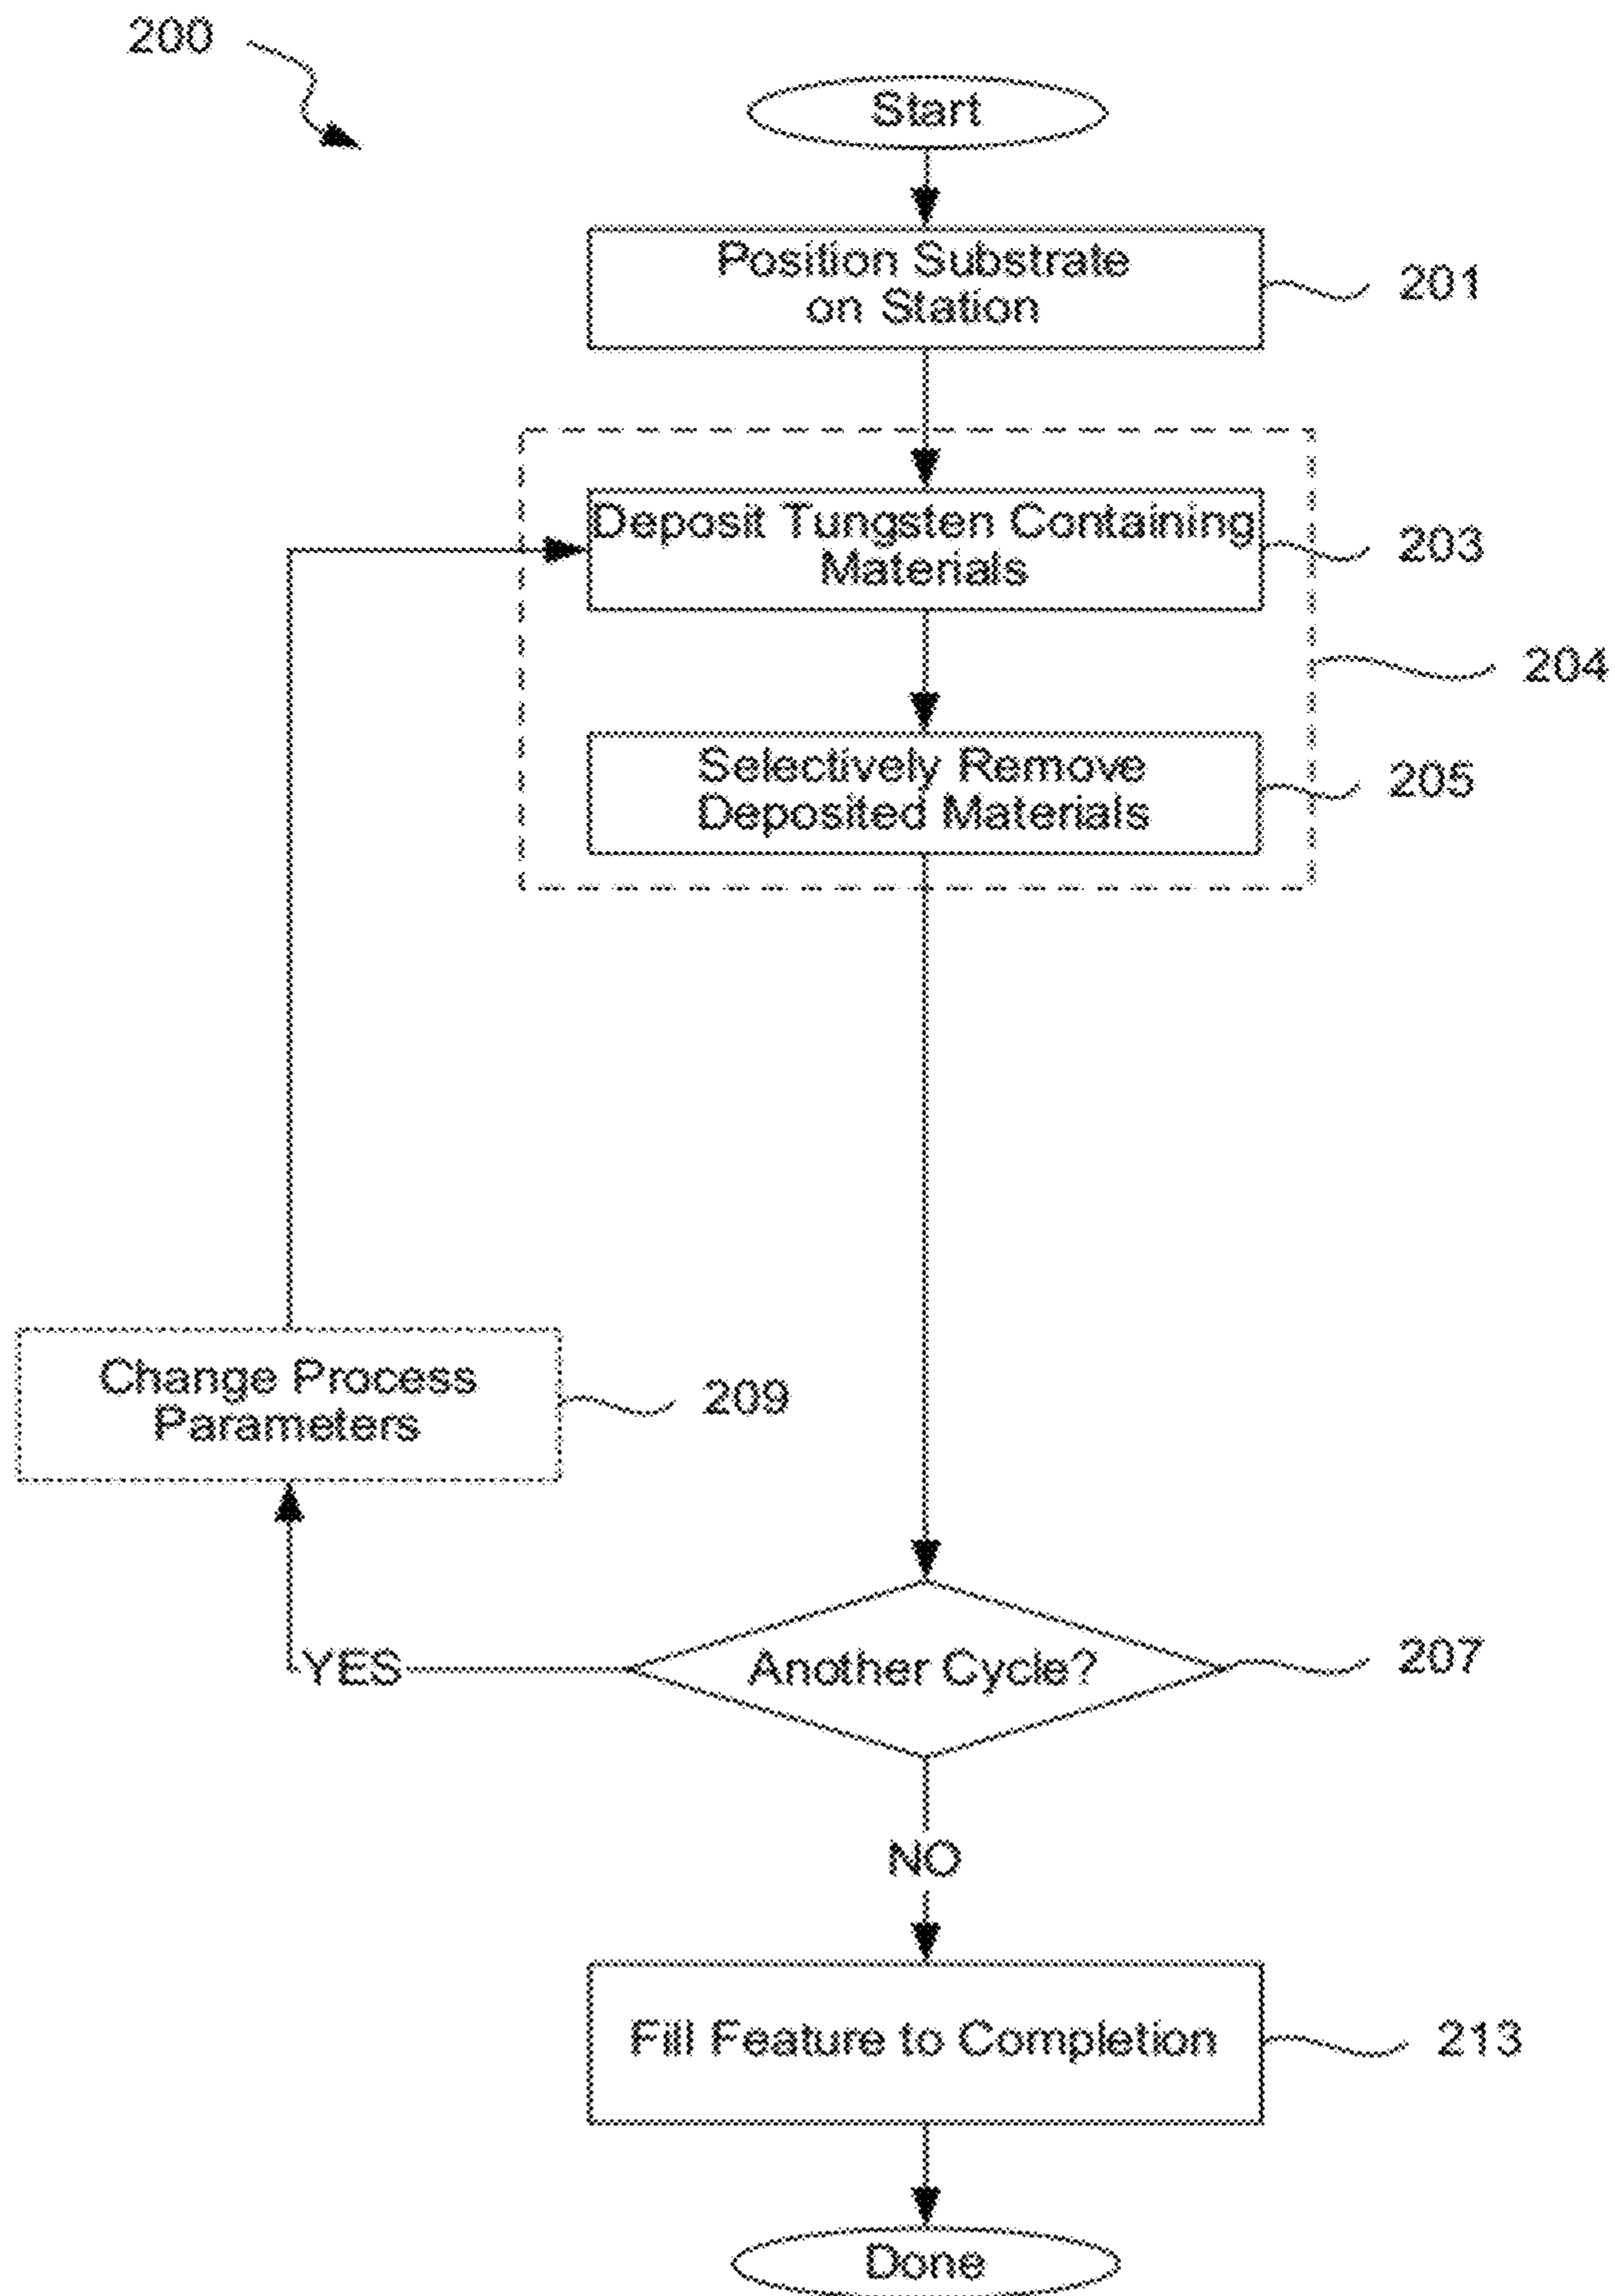 200
Start
Position Substrate
on Station
201
Deposit Tungsten Containing
Materials
203
204
Selectively Remove
Deposited Materials
205
Change Process
Parameters
209
YES
Another Cycle?
207
NO
Fill Feature to Completion
213
Done